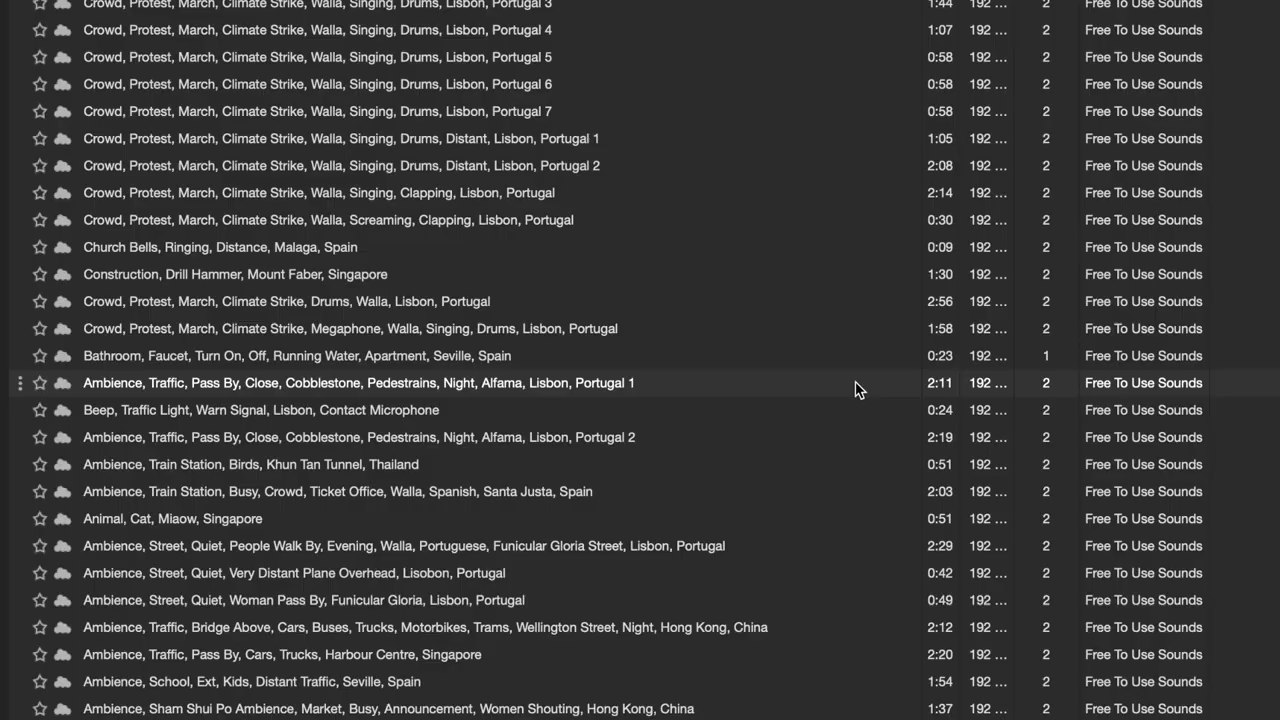 Crowd, Protest, March, Climate Strike, Walla, Singing, Drums, Lisbon, Portugal 3 1:44 192 ... 2 Free To Use Sounds
Crowd, Protest, March, Climate Strike, Walla, Singing, Drums, Lisbon, Portugal 4 1:07 192 ... 2 Free To Use Sounds
Crowd, Protest, March, Climate Strike, Walla, Singing, Drums, Lisbon, Portugal 5 0:58 192 ... 2 Free To Use Sounds
Crowd, Protest, March, Climate Strike, Walla, Singing, Drums, Lisbon, Portugal 6 0:58 192 ... 2 Free To Use Sounds
Crowd, Protest, March, Climate Strike, Walla, Singing, Drums, Lisbon, Portugal 7 0:58 192 ... 2 Free To Use Sounds
Crowd, Protest, March, Climate Strike, Walla, Singing, Drums, Distant, Lisbon, Portugal 1 1:05 192 ... 2 Free To Use Sounds
Crowd, Protest, March, Climate Strike, Walla, Singing, Drums, Distant, Lisbon, Portugal 2 2:08 192 ... 2 Free To Use Sounds
Crowd, Protest, March, Climate Strike, Walla, Singing, Clapping, Lisbon, Portugal 2:14 192 ... 2 Free To Use Sounds
Crowd, Protest, March, Climate Strike, Walla, Screaming, Clapping, Lisbon, Portugal 0:30 192 ... 2 Free To Use Sounds
Church Bells, Ringing, Distance, Malaga, Spain 0:09 192 ... 2 Free To Use Sounds
Construction, Drill Hammer, Mount Faber, Singapore 1:30 192 ... 2 Free To Use Sounds
Crowd, Protest, March, Climate Strike, Drums, Walla, Lisbon, Portugal 2:56 192 ... 2 Free To Use Sounds
Crowd, Protest, March, Climate Strike, Megaphone, Walla, Singing, Drums, Lisbon, Portugal 1:58 192 ... 2 Free To Use Sounds
Bathroom, Faucet, Turn On, Off, Running Water, Apartment, Seville, Spain 0:23 192 ... 1 Free To Use Sounds
Ambience, Traffic, Pass By, Close, Cobblestone, Pedestrains, Night, Alfama, Lisbon, Portugal 1 2:11 192 ... 2 Free To Use Sounds
Beep, Traffic Light, Warn Signal, Lisbon, Contact Microphone 0:24 192 ... 2 Free To Use Sounds
Ambience, Traffic, Pass By, Close, Cobblestone, Pedestrains, Night, Alfama, Lisbon, Portugal 2 2:19 192 ... 2 Free To Use Sounds
Ambience, Train Station, Birds, Khun Tan Tunnel, Thailand 0:51 192 ... 2 Free To Use Sounds
Ambience, Train Station, Busy, Crowd, Ticket Office, Walla, Spanish, Santa Justa, Spain 2:03 192 ... 2 Free To Use Sounds
Animal, Cat, Miaow, Singapore 0:51 192 ... 2 Free To Use Sounds
Ambience, Street, Quiet, People Walk By, Evening, Walla, Portuguese, Funicular Gloria Street, Lisbon, Portugal 2:29 192 ... 2 Free To Use Sounds
Ambience, Street, Quiet, Very Distant Plane Overhead, Lisobon, Portugal 0:42 192 ... 2 Free To Use Sounds
Ambience, Street, Quiet, Woman Pass By, Funicular Gloria, Lisbon, Portugal 0:49 192 ... 2 Free To Use Sounds
Ambience, Traffic, Bridge Above, Cars, Buses, Trucks, Motorbikes, Trams, Wellington Street, Night, Hong Kong, China 2:12 192 ... 2 Free To Use Sounds
Ambience, Traffic, Pass By, Cars, Trucks, Harbour Centre, Singapore 2:20 192 ... 2 Free To Use Sounds
Ambience, School, Ext, Kids, Distant Traffic, Seville, Spain 1:54 192 ... 2 Free To Use Sounds
Ambience, Sham Shui Po Ambience, Market, Busy, Announcement, Women Shouting, Hong Kong, China 1:37 192 ... 2 Free To Use Sounds